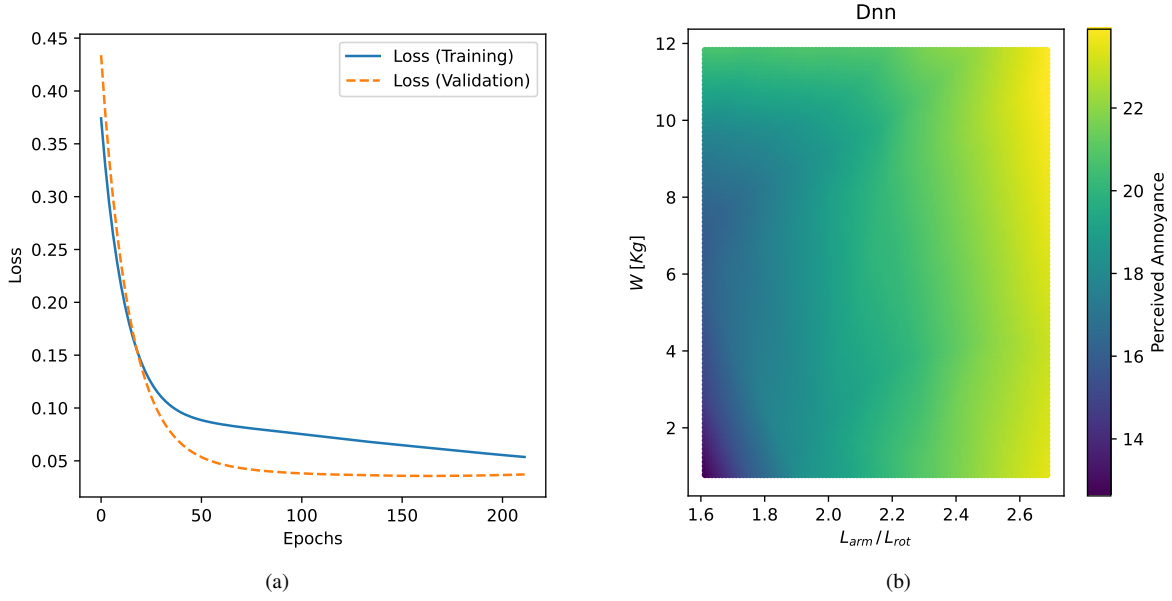 0.45
0.40
0.35
0.30
0.25
0.20
0.15
0.10
0.05
Loss
0 50 100 150 200
Epochs
Loss (Training)
Loss (Validation)
(a)
Dnn
12
10
8
6
4
2
W [Kg]
1.6 1.8 2.0 2.2 2.4 2.6
L_arm / L_rot
22
20
18
16
14
Perceived Annoyance
(b)